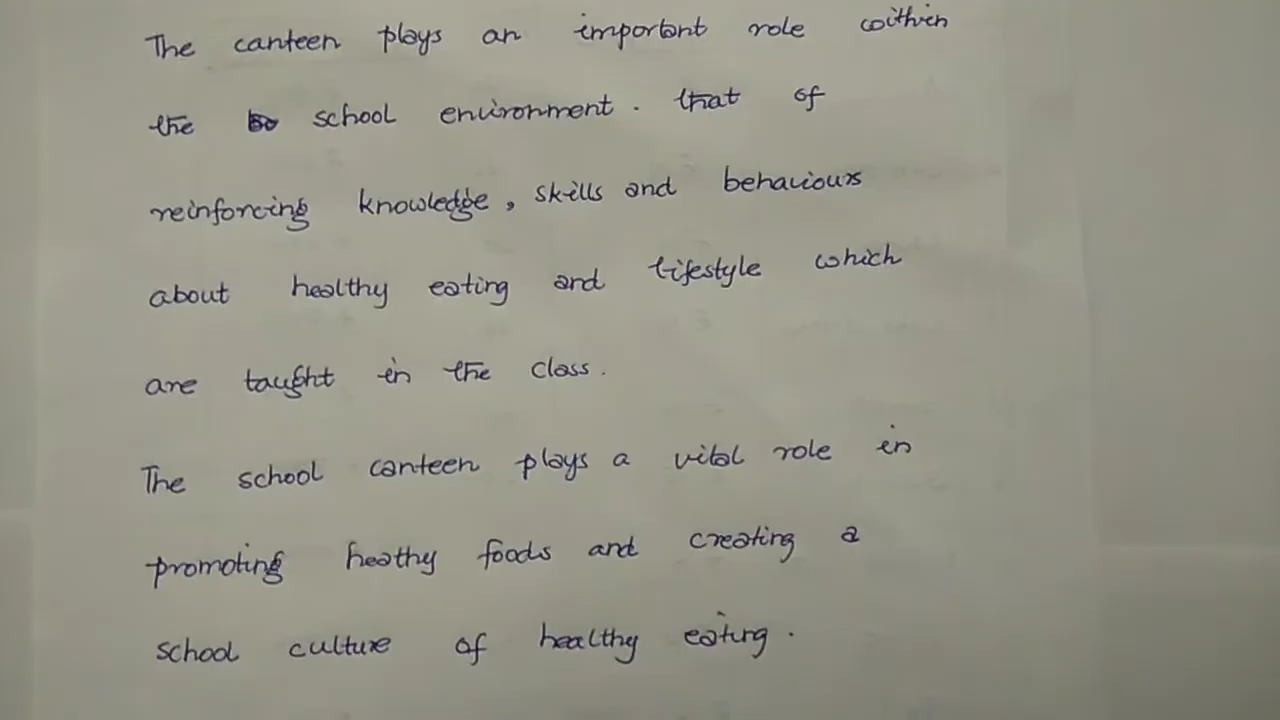 The canteen plays an important role within
the school environment. that of
reinforcing knowledge, skills and behaviours
about healthy eating and lifestyle which
are taught in the class.
The school canteen plays a vital role in
promoting heathy foods and creating a
school culture of healthy eating.